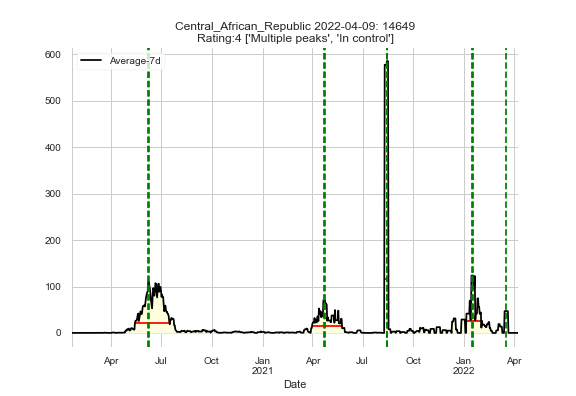 Central_African_Republic 2022-04-09: 14649
Rating:4 ['Multiple peaks', 'In control']
Average-7d
600
500
400
300
200
100
0
Apr
Jul
Oct
Jan
2021
Apr
Jul
Oct
Jan
2022
Apr
Date